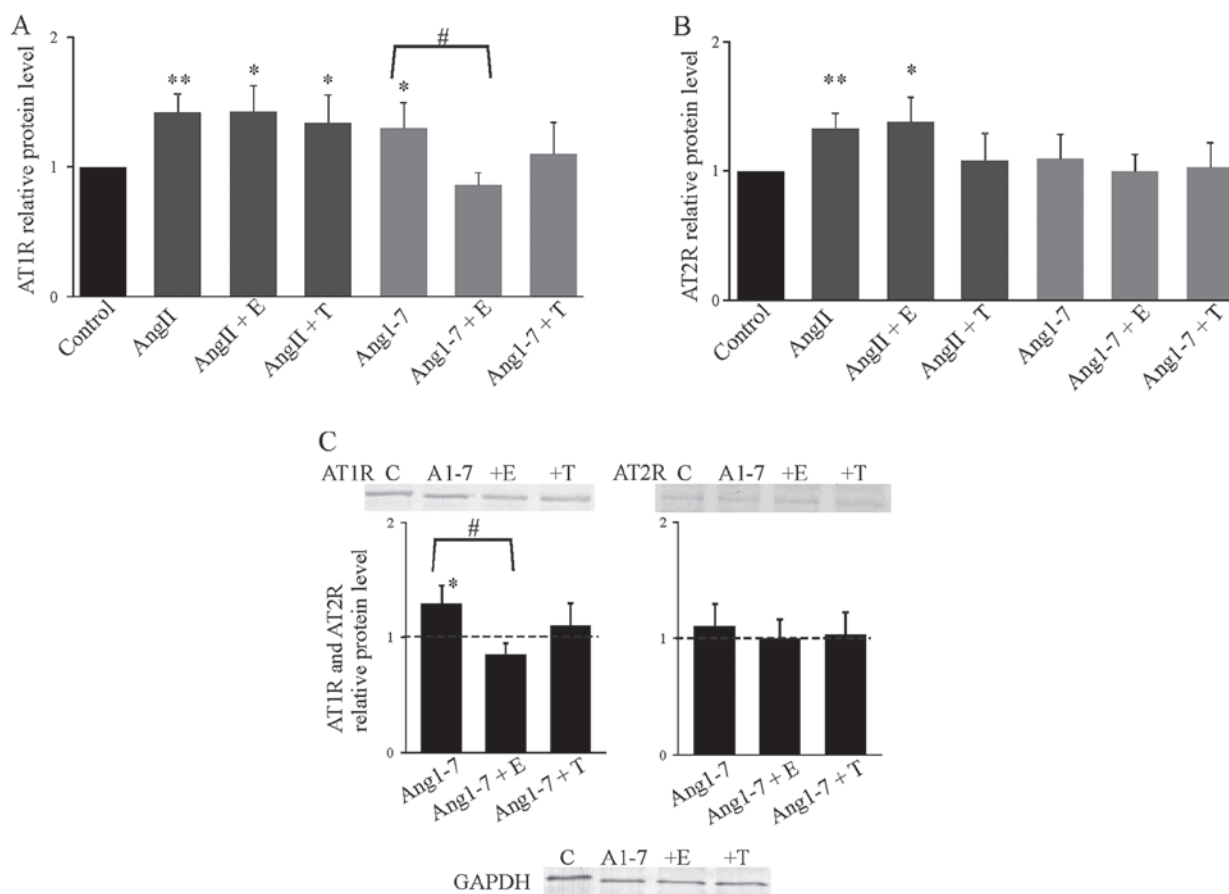 A
AT1R relative protein level
2
1
0
** * * * #
Control AngII AngII + E AngII + T Ang1-7 Ang1-7 + E Ang1-7 + T
B
AT2R relative protein level
2
1
0
** *
Control AngII AngII + E AngII + T Ang1-7 Ang1-7 + E Ang1-7 + T
C
AT1R C A1-7 +E +T
AT2R C A1-7 +E +T
AT1R and AT2R
relative protein level
2
1
0
#
*
Ang1-7 Ang1-7 + E Ang1-7 + T
2
1
0
Ang1-7 Ang1-7 + E Ang1-7 + T
C A1-7 +E +T
GAPDH